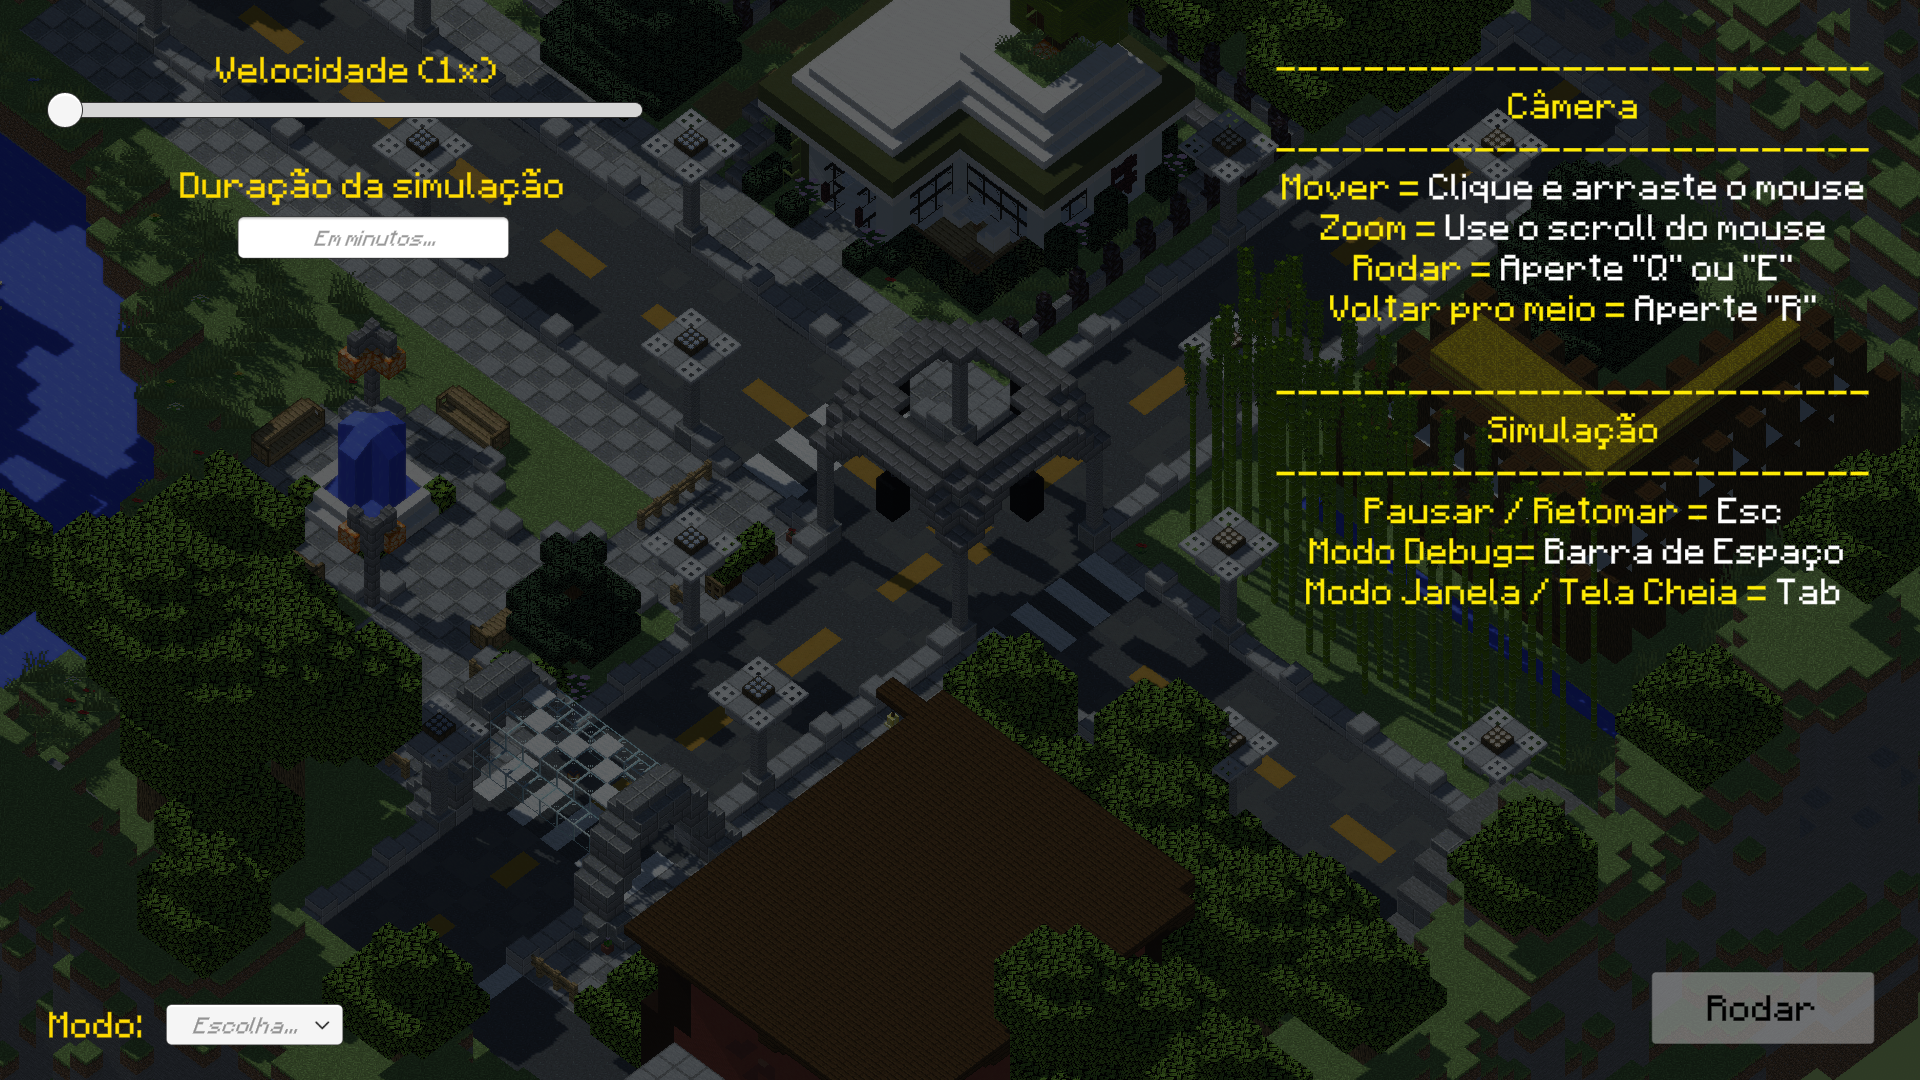 Velocidade (1x)
Duração da simulação
Em minutos...
Câmera
Mover = Clique e arraste o mouse
Zoom = Use o scroll do mouse
Rodar = Aperte "Q" ou "E"
Voltar pro meio = Aperte "R"
Simulação
Pausar / Retomar = Esc
Modo Debug= Barra de Espaço
Modo Janela / Tela Cheia = Tab
Modo: Escolha...
Rodar